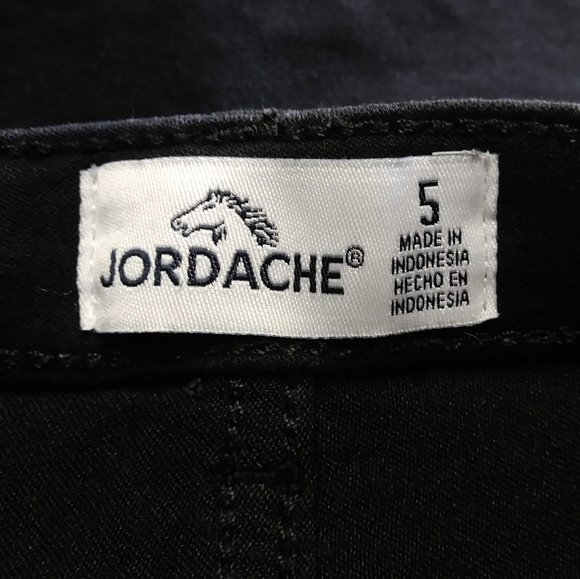 JORDACHE®
5
MADE IN
INDONESIA
HECHO EN
INDONESIA